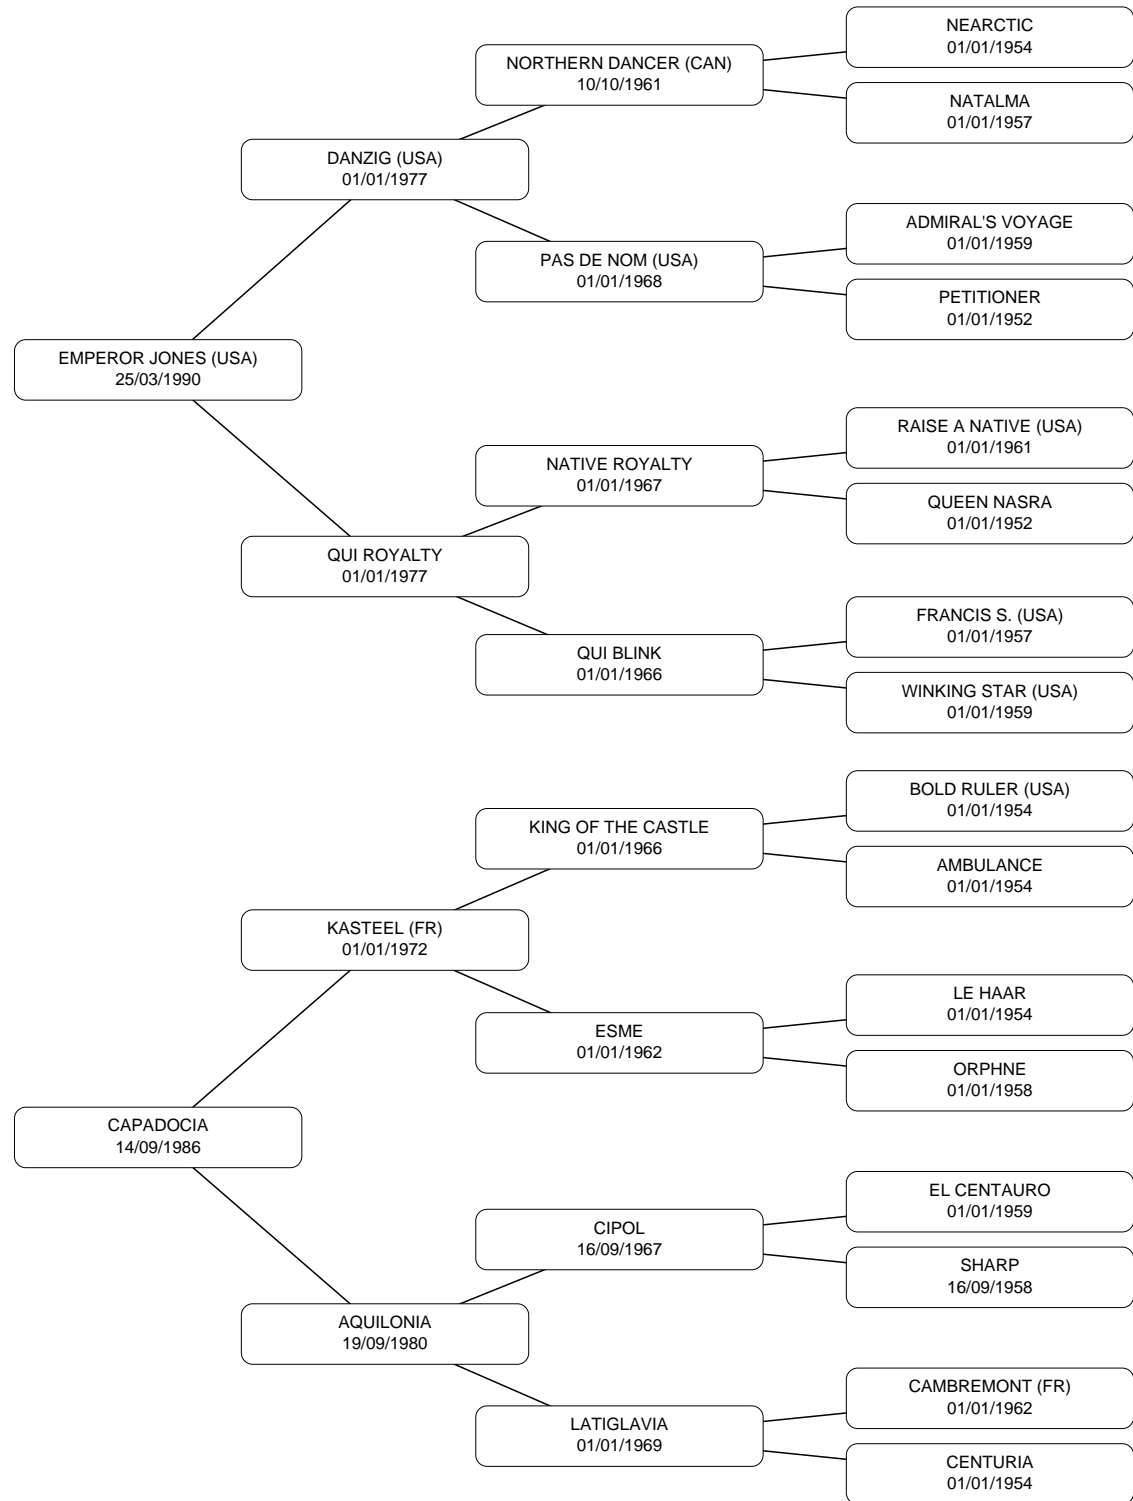 NEARCTIC
01/01/1954
NORTHERN DANCER (CAN)
10/10/1961
NATALMA
01/01/1957
DANZIG (USA)
01/01/1977
ADMIRAL'S VOYAGE
01/01/1959
PAS DE NOM (USA)
01/01/1968
PETITIONER
01/01/1952
EMPEROR JONES (USA)
25/03/1990
RAISE A NATIVE (USA)
01/01/1961
NATIVE ROYALTY
01/01/1967
QUEEN NASRA
01/01/1952
QUI ROYALTY
01/01/1977
FRANCIS S. (USA)
01/01/1957
QUI BLINK
01/01/1966
WINKING STAR (USA)
01/01/1959
BOLD RULER (USA)
01/01/1954
KING OF THE CASTLE
01/01/1966
AMBULANCE
01/01/1954
KASTEEL (FR)
01/01/1972
LE HAAR
01/01/1954
ESME
01/01/1962
ORPHNE
01/01/1958
CAPADOCIA
14/09/1986
EL CENTAURO
01/01/1959
CIPOL
16/09/1967
SHARP
16/09/1958
AQUILONIA
19/09/1980
CAMBREMONT (FR)
01/01/1962
LATIGLAVIA
01/01/1969
CENTURIA
01/01/1954